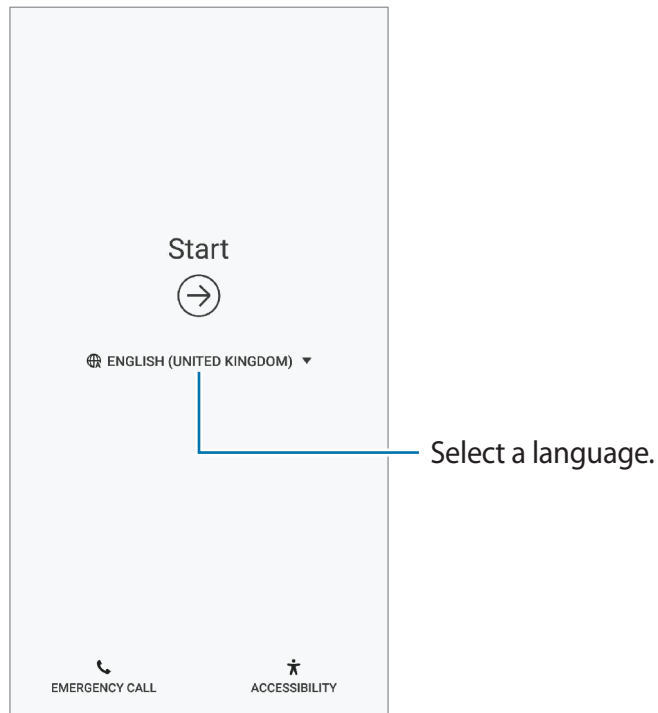 Start
ENGLISH (UNITED KINGDOM)
Select a language.
EMERGENCY CALL
ACCESSIBILITY